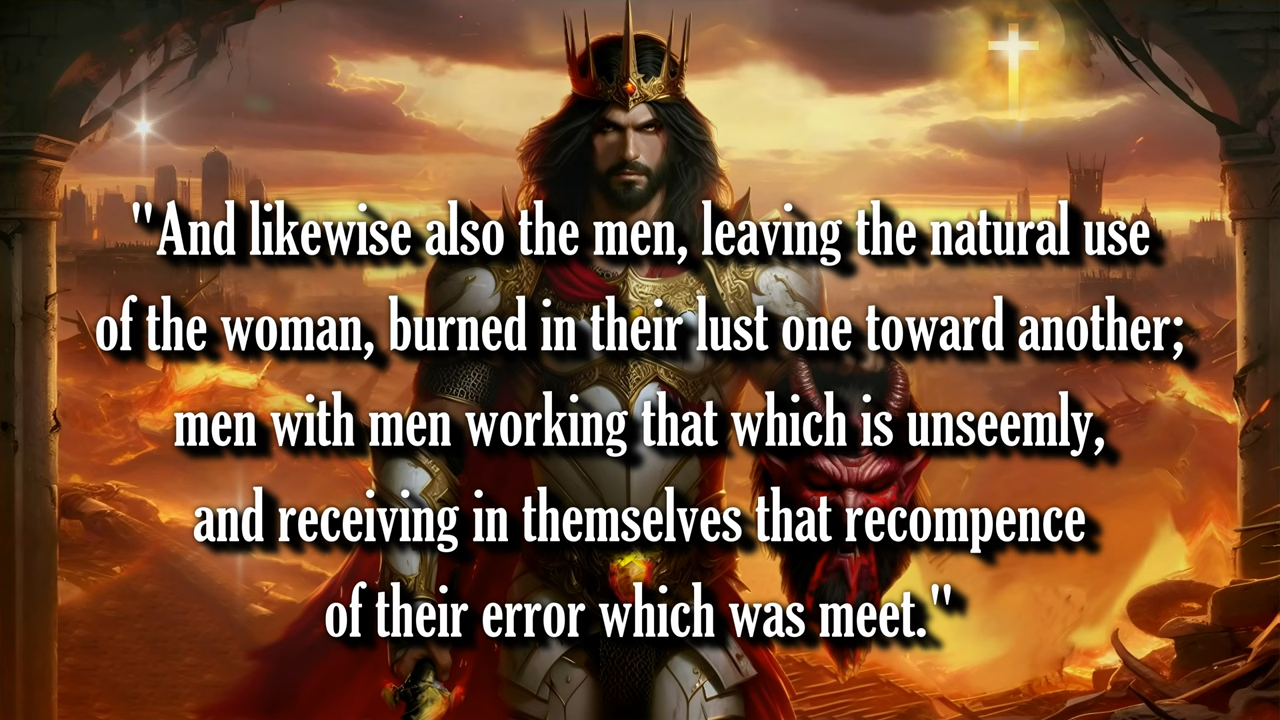 "And likewise also the men, leaving the natural use
of the woman, burned in their lust one toward another;
men with men working that which is unseemly,
and receiving in themselves that recompence
of their error which was meet."